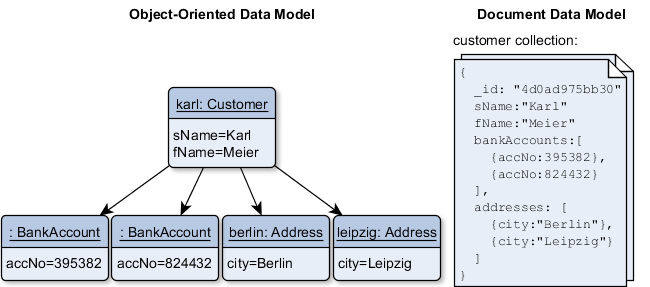 Object-Oriented Data Model
karl: Customer
sName=Karl
fName=Meier
: BankAccount
accNo=395382
: BankAccount
accNo=824432
berlin: Address
city=Berlin
leipzig: Address
city=Leipzig
Document Data Model
customer collection:
{
_id: "4d0ad975bb30"
sName:"Karl"
fName:"Meier"
bankAccounts:[
{accNo:395382},
{accNo:824432}
],
addresses: [
{city:"Berlin"},
{city:"Leipzig"}
]
}